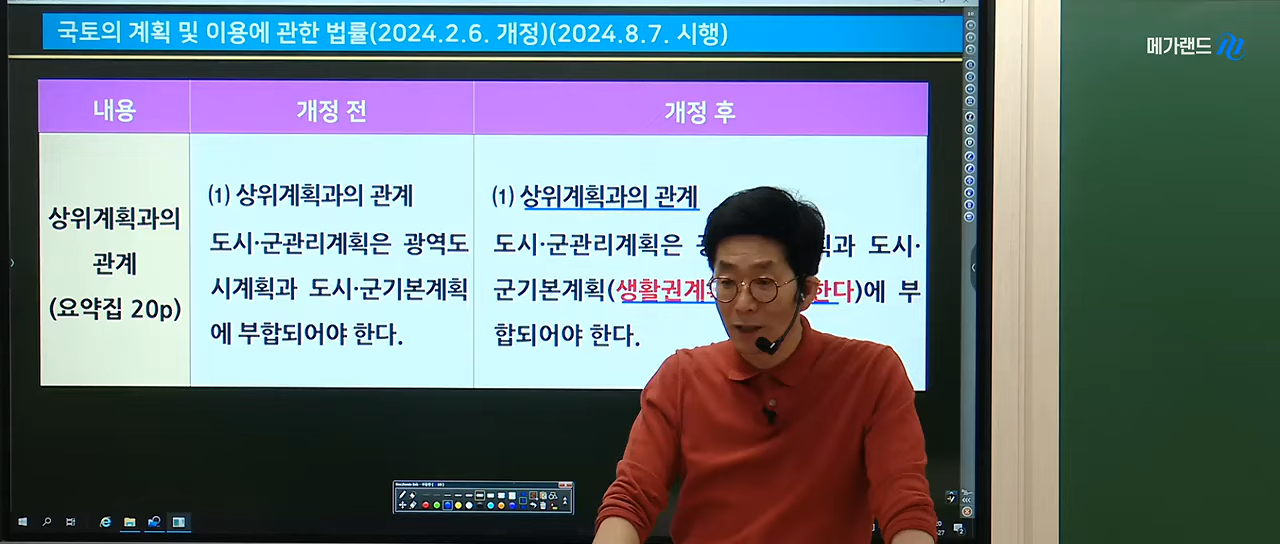 국토의 계획 및 이용에 관한 법률(2024.2.6. 개정)(2024.8.7. 시행)
메가랜드
내용
개정 전
개정 후
상위계획과의
관계
(요약집 20p)
(1) 상위계획과의 관계
도시·군관리계획은 광역도
시계획과 도시·군기본계획
에 부합되어야 한다.
(1) 상위계획과의 관계
도시·군관리계획은 도시·
군기본계획(생활권 한다)에 부
합되어야 한다.